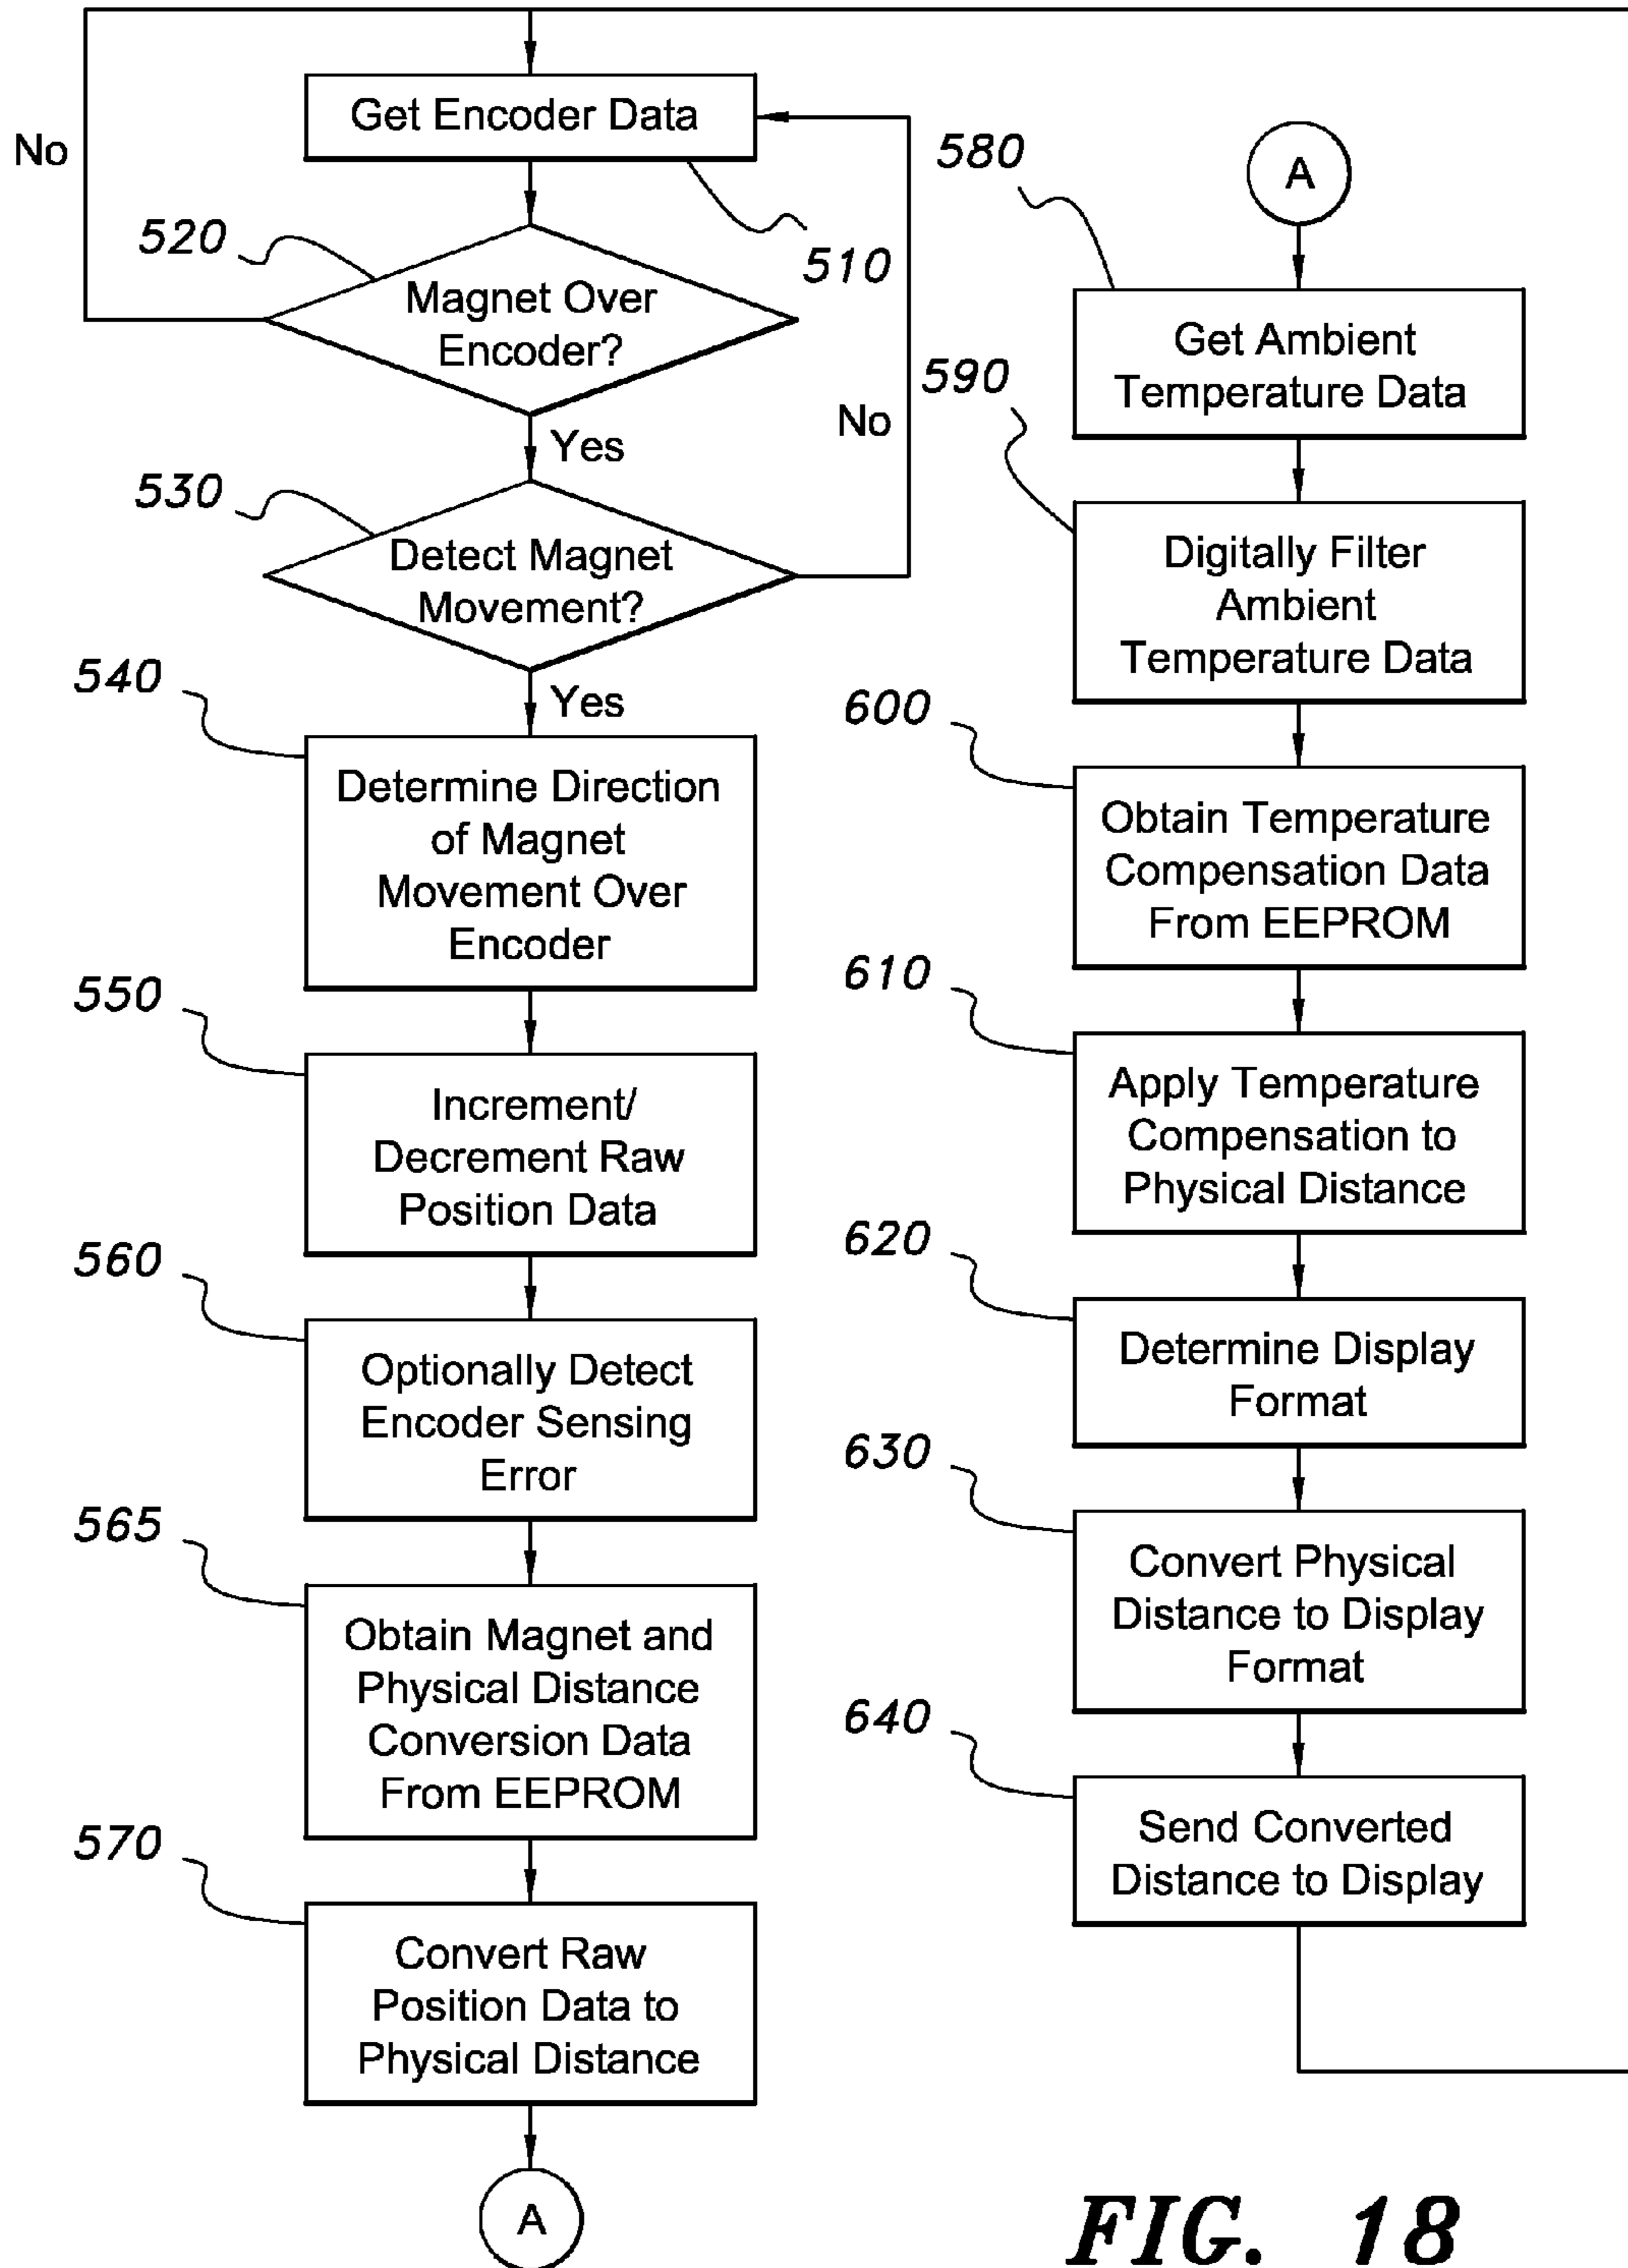 Get Encoder Data
510
No
520
Magnet Over
Encoder?
Yes
530
Detect Magnet
Movement?
No
Yes
540
Determine Direction
of Magnet
Movement Over
Encoder
550
Increment/
Decrement Raw
Position Data
560
Optionally Detect
Encoder Sensing
Error
565
Obtain Magnet and
Physical Distance
Conversion Data
From EEPROM
570
Convert Raw
Position Data to
Physical Distance
A
A
580
Get Ambient
Temperature Data
590
Digitally Filter
Ambient
Temperature Data
600
Obtain Temperature
Compensation Data
From EEPROM
610
Apply Temperature
Compensation to
Physical Distance
620
Determine Display
Format
630
Convert Physical
Distance to Display
Format
640
Send Converted
Distance to Display
FIG. 18